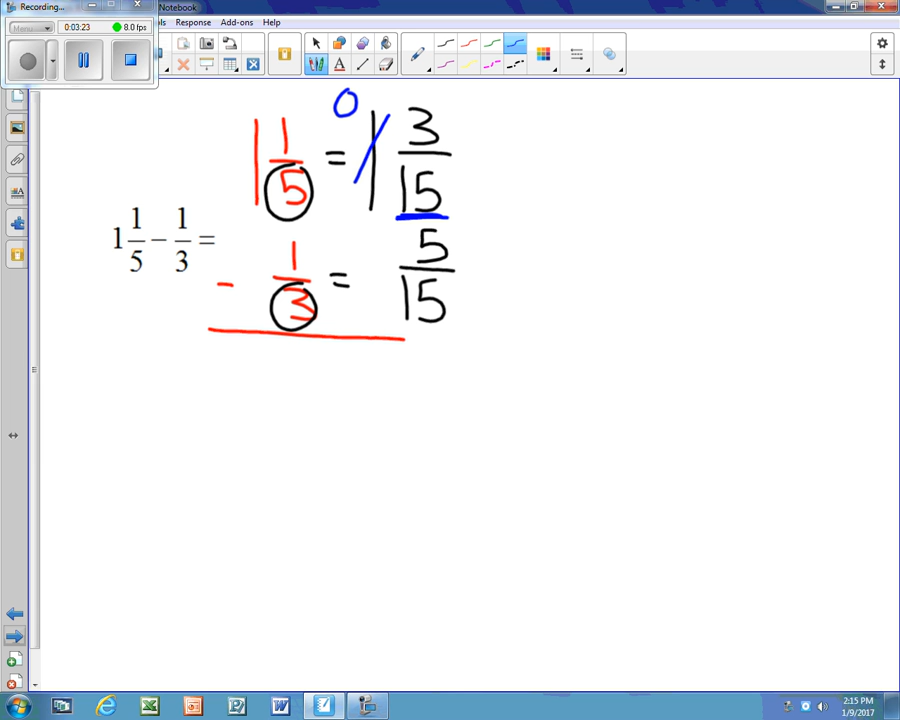 Recording...
Notebook
Menu
0:03:23
8.0 fps
Response
Add-ons
Help
A
0
1 1/5 = 1 3/15
1 1/5 − 1/3 =
- 1/3 = 5/15
2:15 PM
1/9/2017